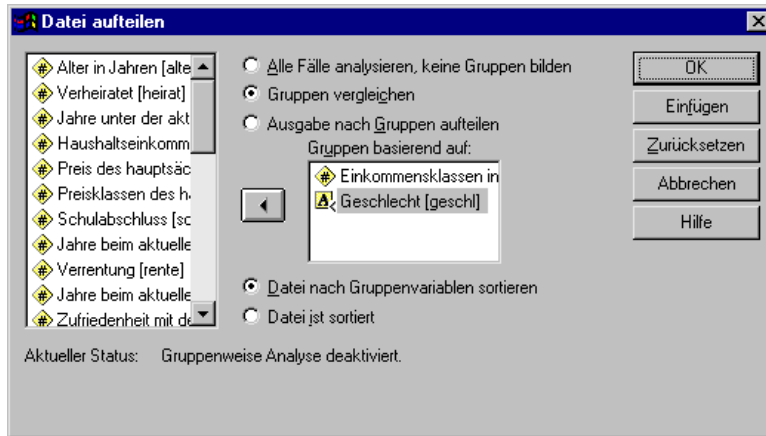 Datei aufteilen
Alter in Jahren [alte
Verheiratet [heirat]
Jahre unter der akt
Haushaltseinkomm
Preis des hauptsäc
Preisklassen des ha
Schulabschluss [sc
Jahre beim aktuelle
Verrentung [rente]
Jahre beim aktuelle
Zufriedenheit mit de
Alle Fälle analysieren, keine Gruppen bilden
Gruppen vergleichen
Ausgabe nach Gruppen aufteilen
Gruppen basierend auf:
Einkommensklassen in
Geschlecht [geschl]
Datei nach Gruppenvariablen sortieren
Datei ist sortiert
OK
Einfügen
Zurücksetzen
Abbrechen
Hilfe
Aktueller Status: Gruppenweise Analyse deaktiviert.